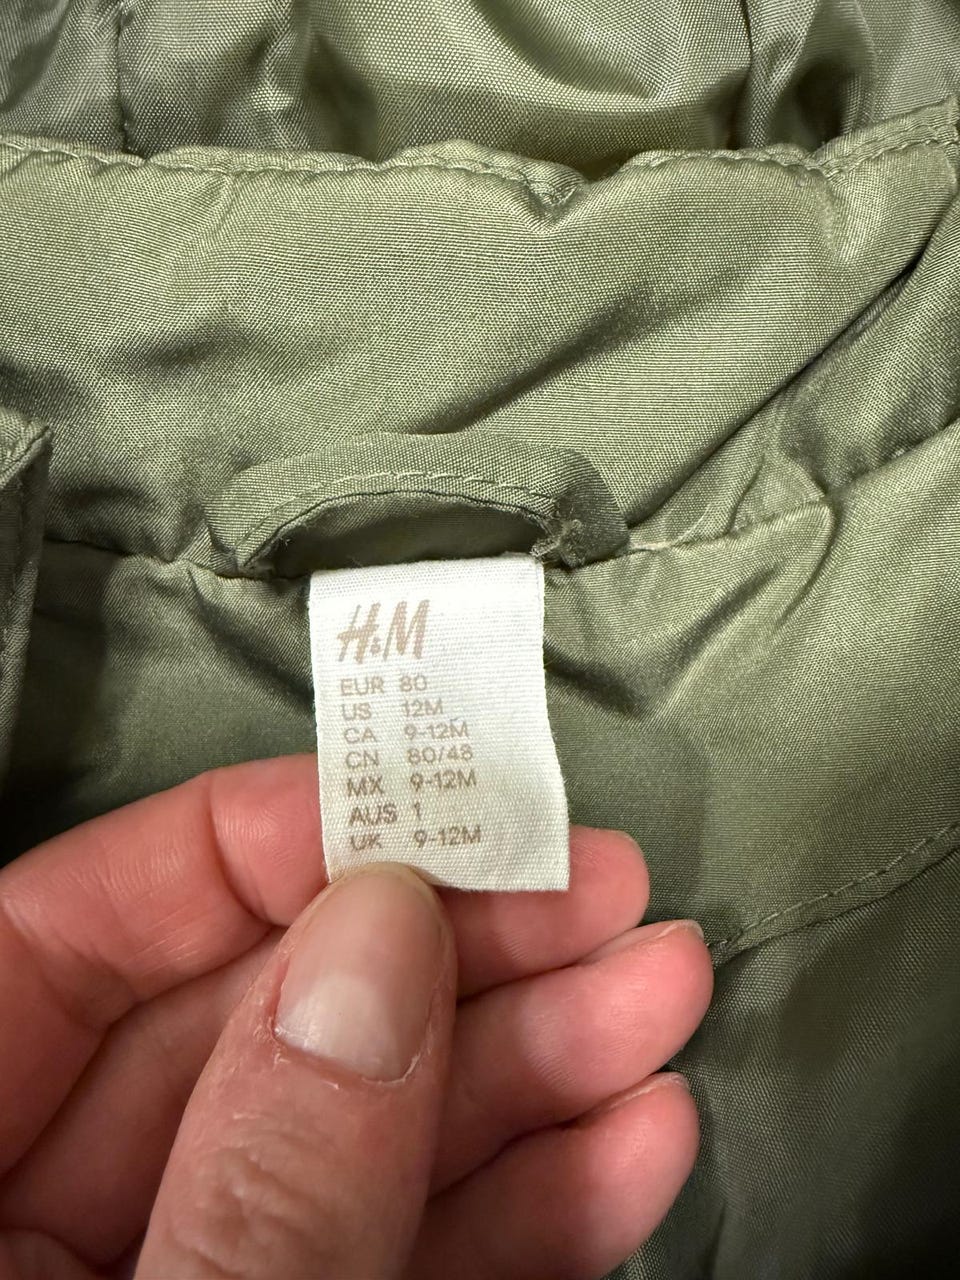 H&M
EUR 80
US 12M
CA 9-12M
CN 80/48
MX 9-12M
AUS 1
UK 9-12M